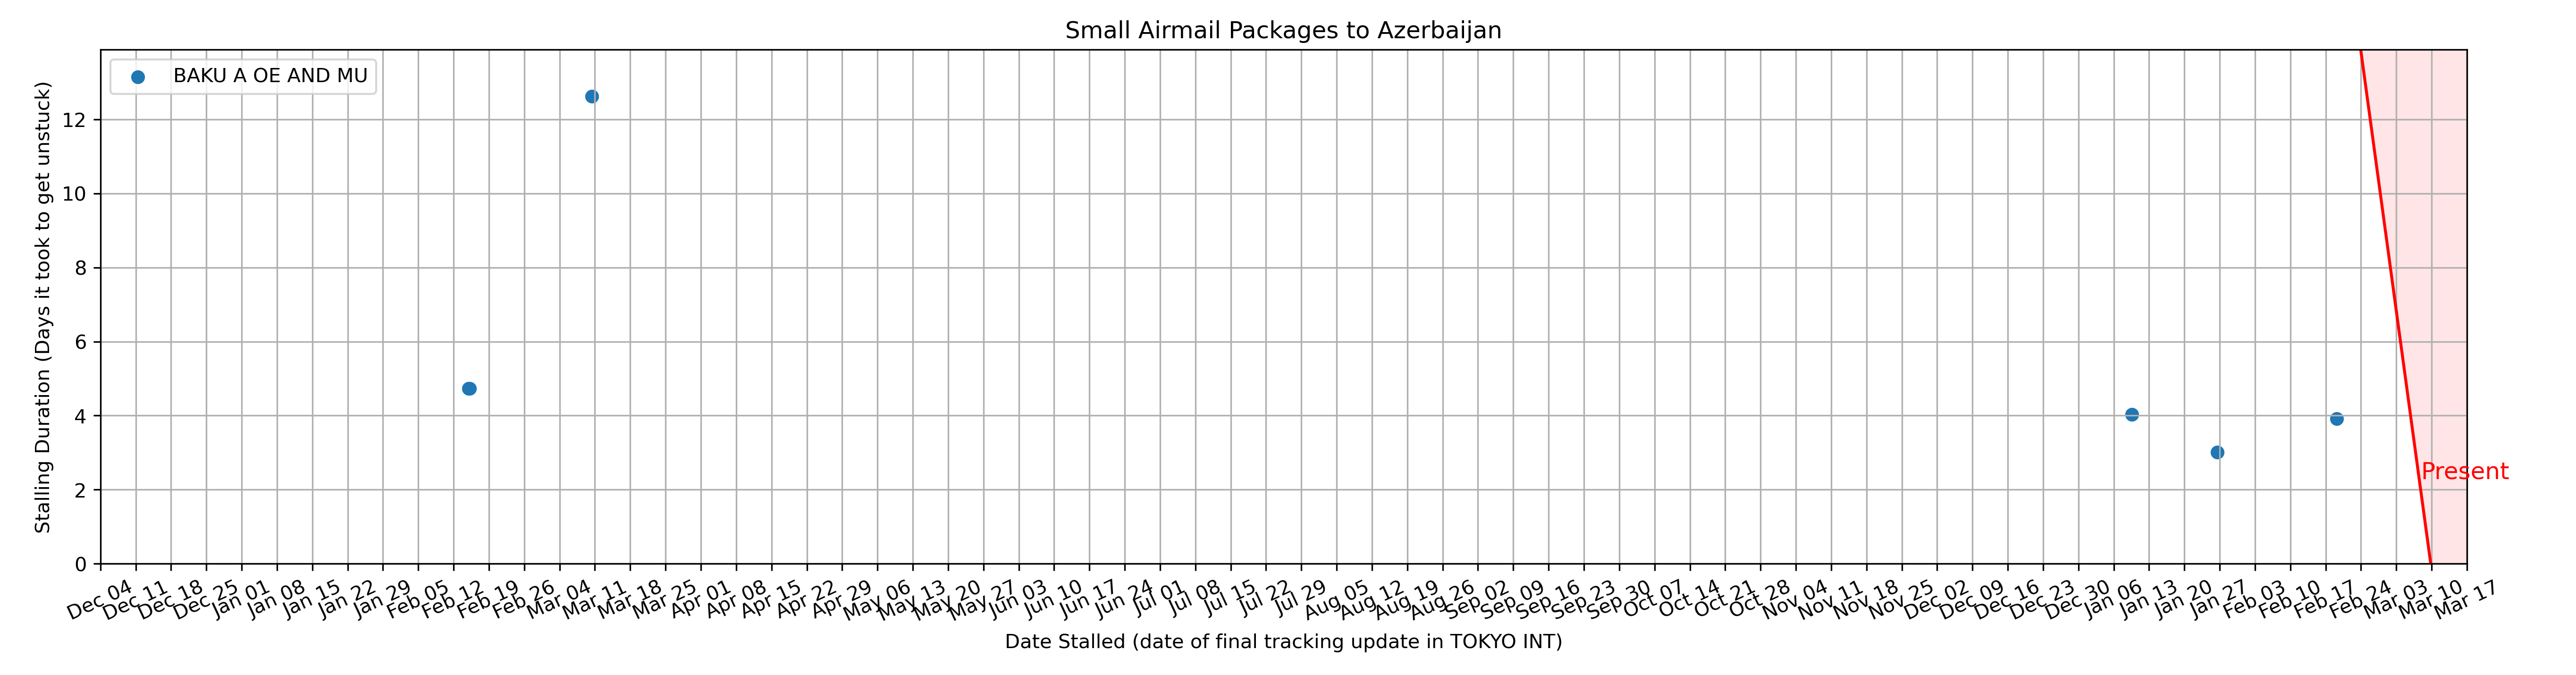 Small Airmail Packages to Azerbaijan
BAKU A OE AND MU
Stalling Duration (Days it took to get unstuck)
12
10
8
6
4
2
0
Present
Dec 04 Dec 11 Dec 18 Dec 25 Jan 01 Jan 08 Jan 15 Jan 22 Jan 29 Feb 05 Feb 12 Feb 19 Feb 26 Mar 04 Mar 11 Mar 18 Mar 25 Apr 01 Apr 08 Apr 15 Apr 22 Apr 29 May 06 May 13 May 20 May 27 Jun 03 Jun 10 Jun 17 Jun 24 Jul 01 Jul 08 Jul 15 Jul 22 Jul 29 Aug 05 Aug 12 Aug 19 Aug 26 Sep 02 Sep 09 Sep 16 Sep 23 Sep 30 Oct 07 Oct 14 Oct 21 Oct 28 Nov 04 Nov 11 Nov 18 Nov 25 Dec 02 Dec 09 Dec 16 Dec 23 Dec 30 Jan 06 Jan 13 Jan 20 Jan 27 Feb 03 Feb 10 Feb 17 Feb 24 Mar 03 Mar 10 Mar 17
Date Stalled (date of final tracking update in TOKYO INT)